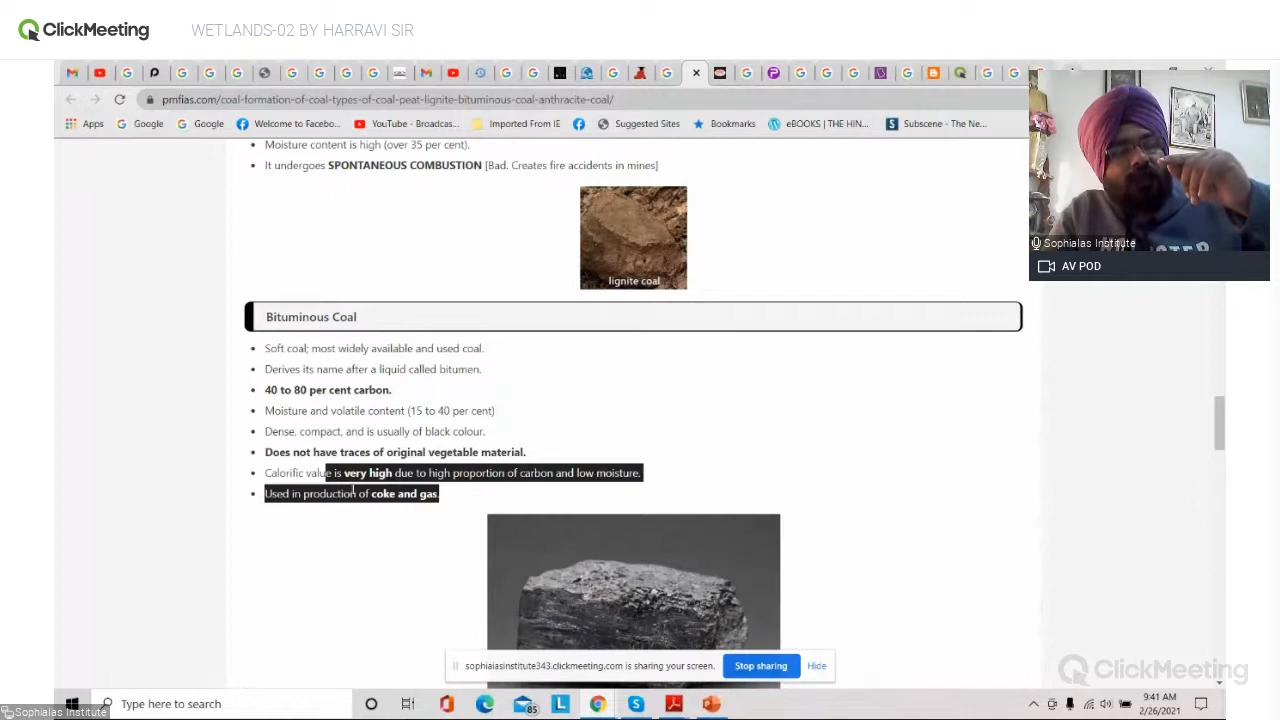 ClickMeeting
WETLANDS-02 BY HARRAVI SIR
pmfias.com/coal-formation-of-coal-types-of-coal-peat-lignite-bituminous-coal-anthracite-coal/
Apps Google Google Welcome to Facebo... YouTube - Broadcas... Imported From IE Suggested Sites Bookmarks eBOOKS | THE HIN... Subscene - The Ne...
Moisture content is high (over 35 per cent).
It undergoes SPONTANEOUS COMBUSTION [Bad. Creates fire accidents in mines]
lignite coal
Sophialas Institute
AV POD
Bituminous Coal
Soft coal; most widely available and used coal.
Derives its name after a liquid called bitumen.
40 to 80 per cent carbon.
Moisture and volatile content (15 to 40 per cent)
Dense, compact, and is usually of black colour.
Does not have traces of original vegetable material.
Calorific value is very high due to high proportion of carbon and low moisture.
Used in production of coke and gas.
sophiaiasinstitute343.clickmeeting.com is sharing your screen. Stop sharing Hide
ClickMeeting
Type here to search
85
9:41 AM
2/26/2021
Sophialas Institute